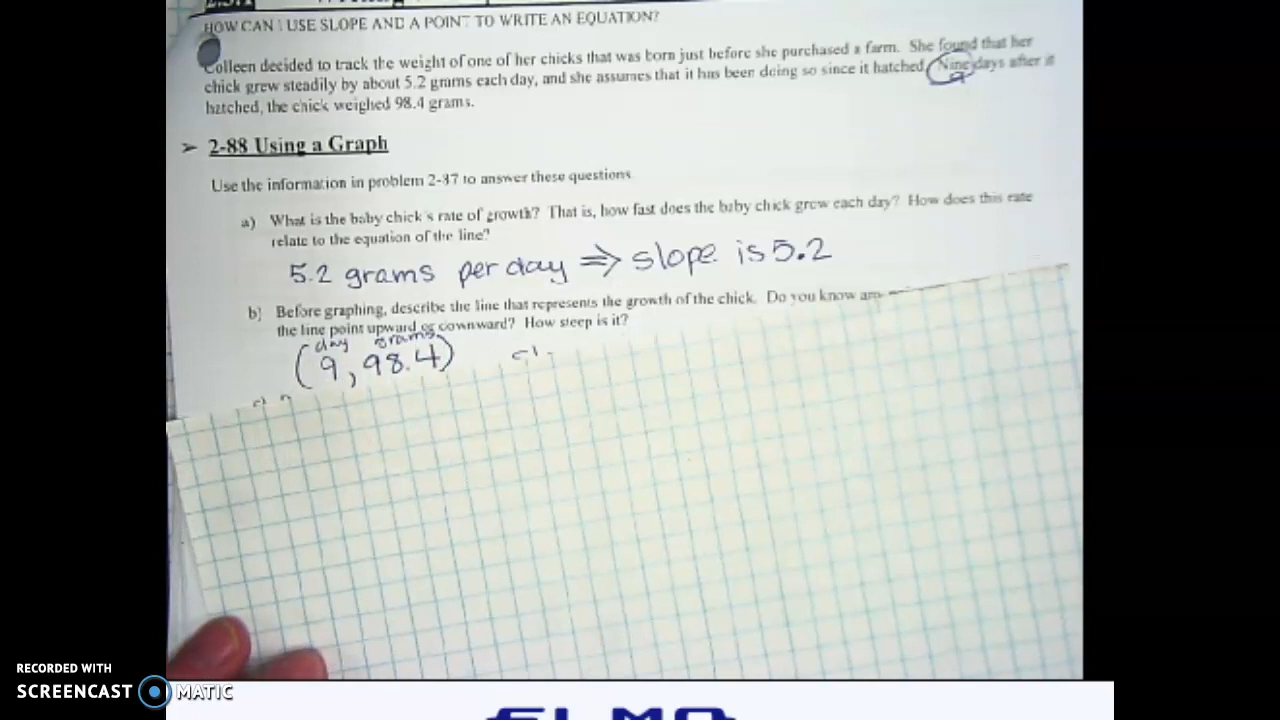 HOW CAN I USE SLOPE AND A POINT TO WRITE AN EQUATION?
Colleen decided to track the weight of one of her chicks that was born just before she purchased a farm. She found that her
chick grew steadily by about 5.2 grams each day, and she assumes that it has been doing so since it hatched. Nine days after it
9
hatched, the chick weighed 98.4 grams.
➢ 2-88 Using a Graph
Use the information in problem 2-87 to answer these questions
a) What is the baby chick's rate of growth? That is, how fast does the baby chick grow each day? How does this rate
relate to the equation of the line?
5.2 grams per day ⇒ slope is 5.2
b) Before graphing, describe the line that represents the growth of the chick. Do you know
the line point upward or downward? How steep is it?
day grams
(9, 98.4)
RECORDED WITH
SCREENCAST MATIC
ELMO